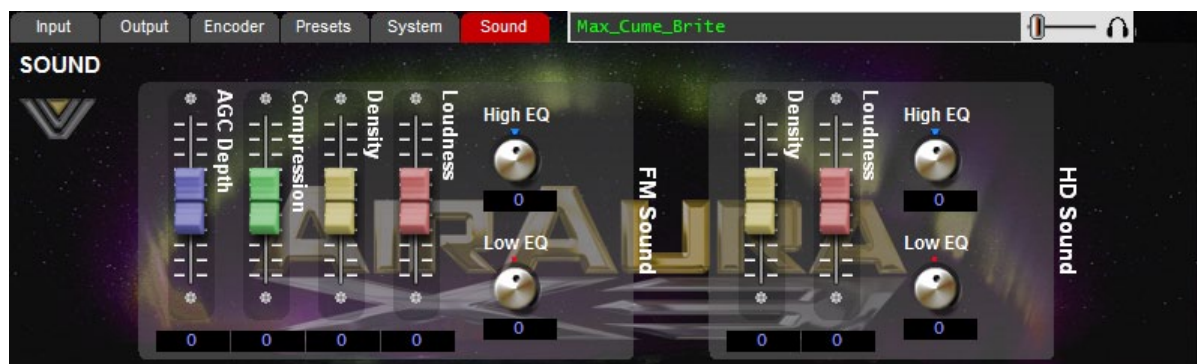 Input Output Encoder Presets System Sound Max_Cume_Brite
SOUND
AGC Depth
Compression
Density
Loudness
High EQ
0
Low EQ
0
0 0 0 0
FM Sound
Density
Loudness
High EQ
0
Low EQ
0
0 0
HD Sound
AIRAURA